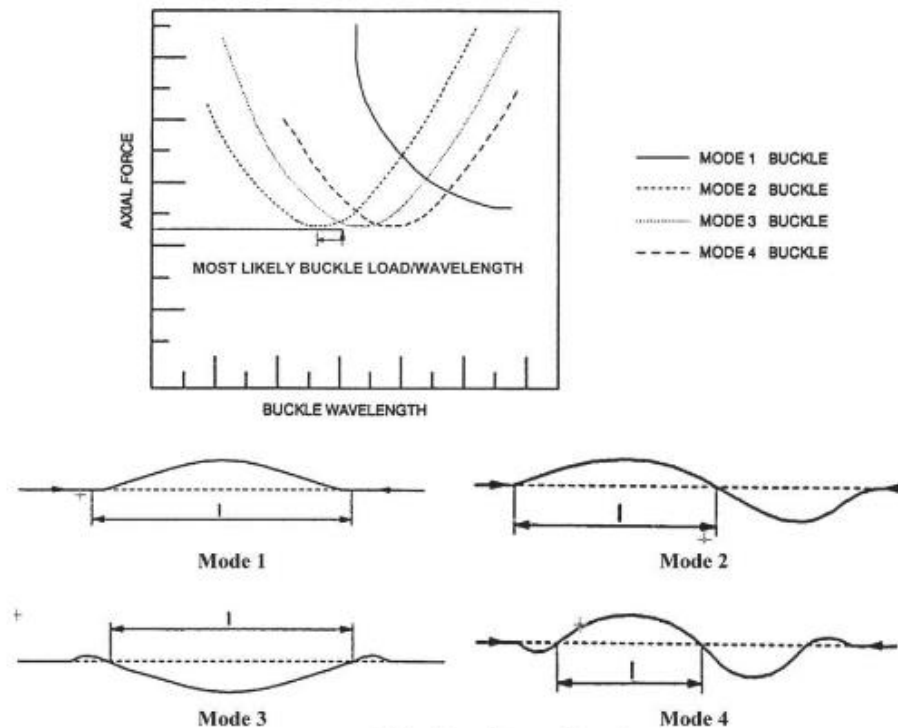 AXIAL FORCE
MODE 1 BUCKLE
MODE 2 BUCKLE
MODE 3 BUCKLE
MODE 4 BUCKLE
MOST LIKELY BUCKLE LOAD/WAVELENGTH
BUCKLE WAVELENGTH
l
Mode 1
l
Mode 2
l
Mode 3
l
Mode 4